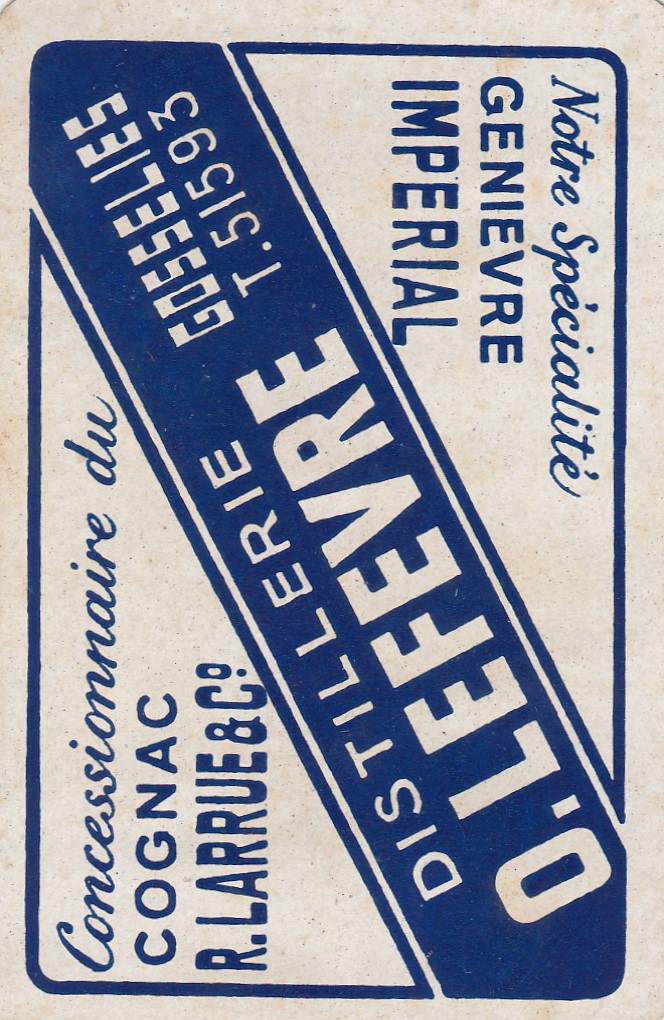 Concessionnaire du
COGNAC
R. LARRUE & Cº
DISTILLERIE
O. LEFEVRE
GOSSELIES
T. 51593
Notre Spécialité
GENIEVRE
IMPERIAL